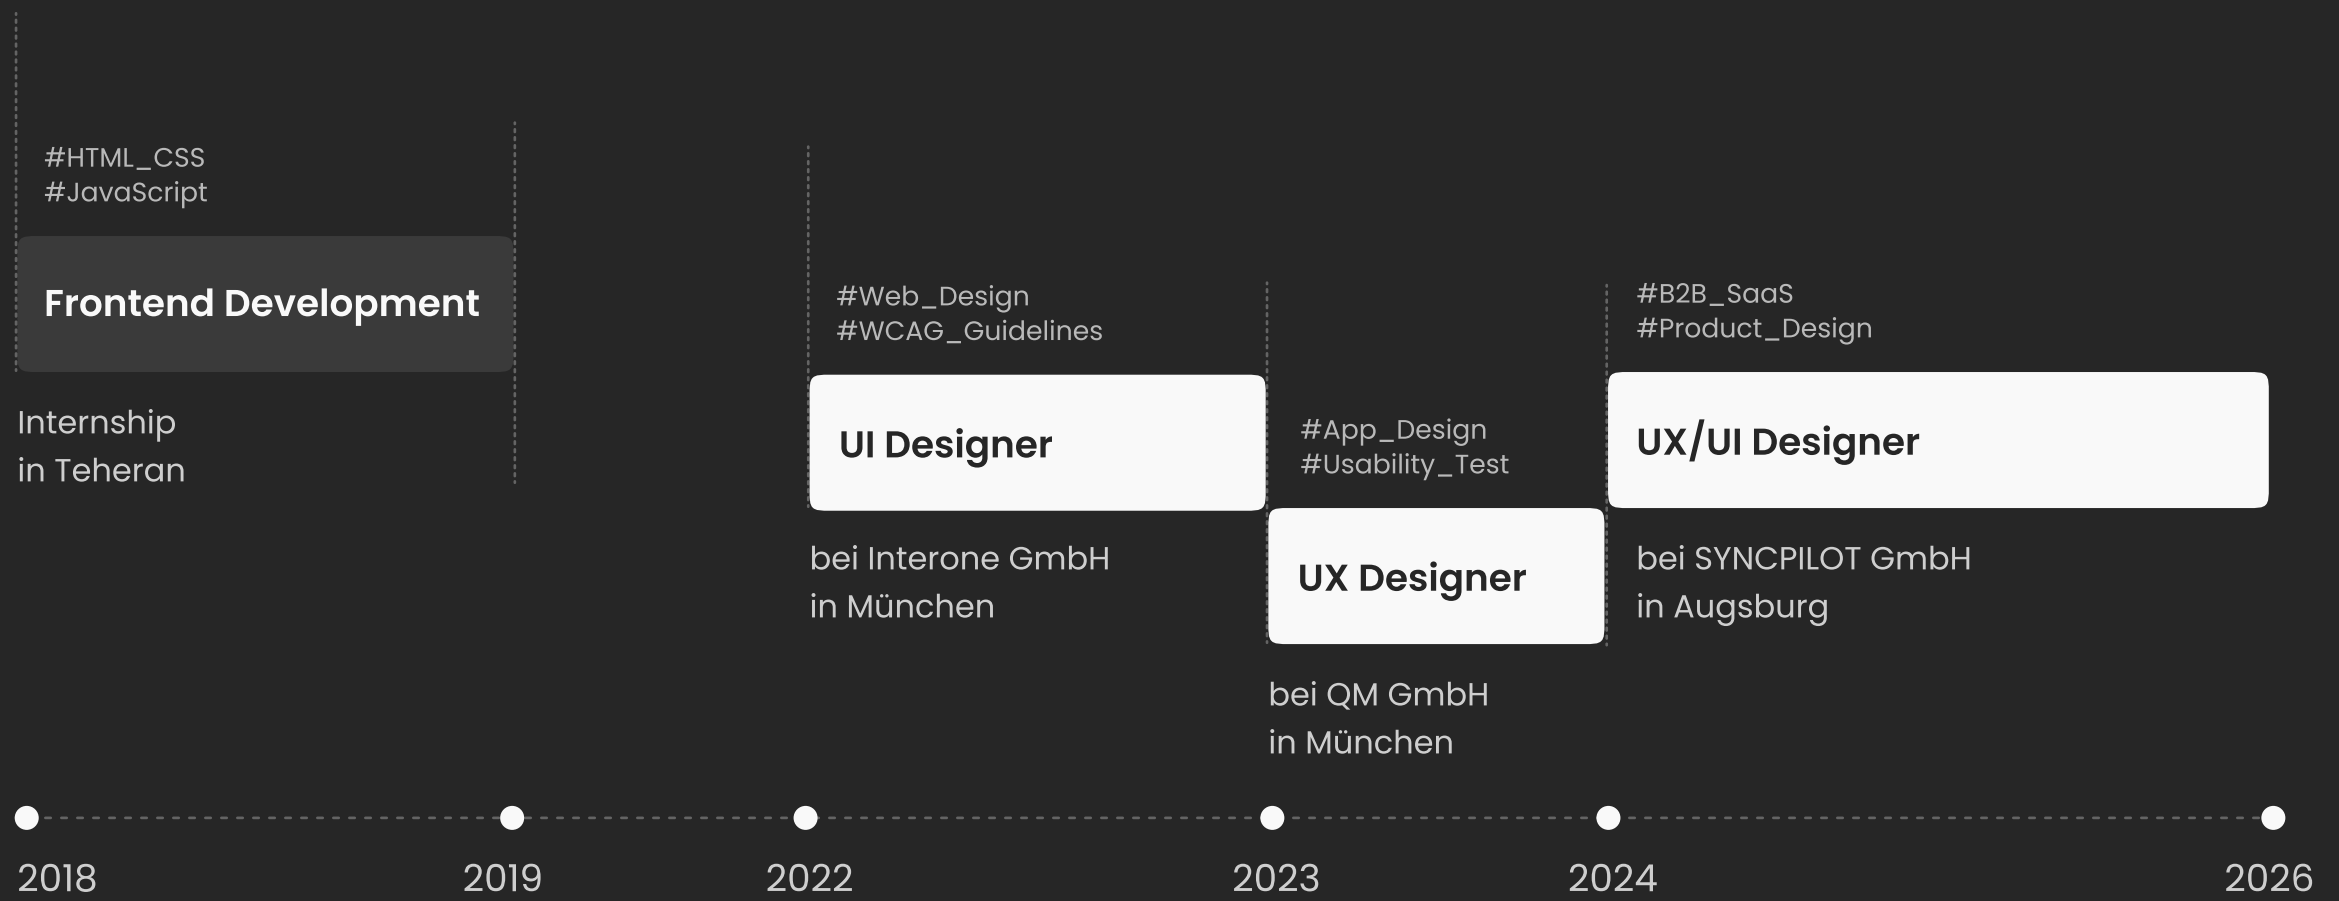 #HTML_CSS
#JavaScript
Frontend Development
Internship
in Teheran
#Web_Design
#WCAG_Guidelines
UI Designer
bei Interone GmbH
in München
#App_Design
#Usability_Test
UX Designer
bei QM GmbH
in München
#B2B_SaaS
#Product_Design
UX/UI Designer
bei SYNCPILOT GmbH
in Augsburg
2018
2019
2022
2023
2024
2026